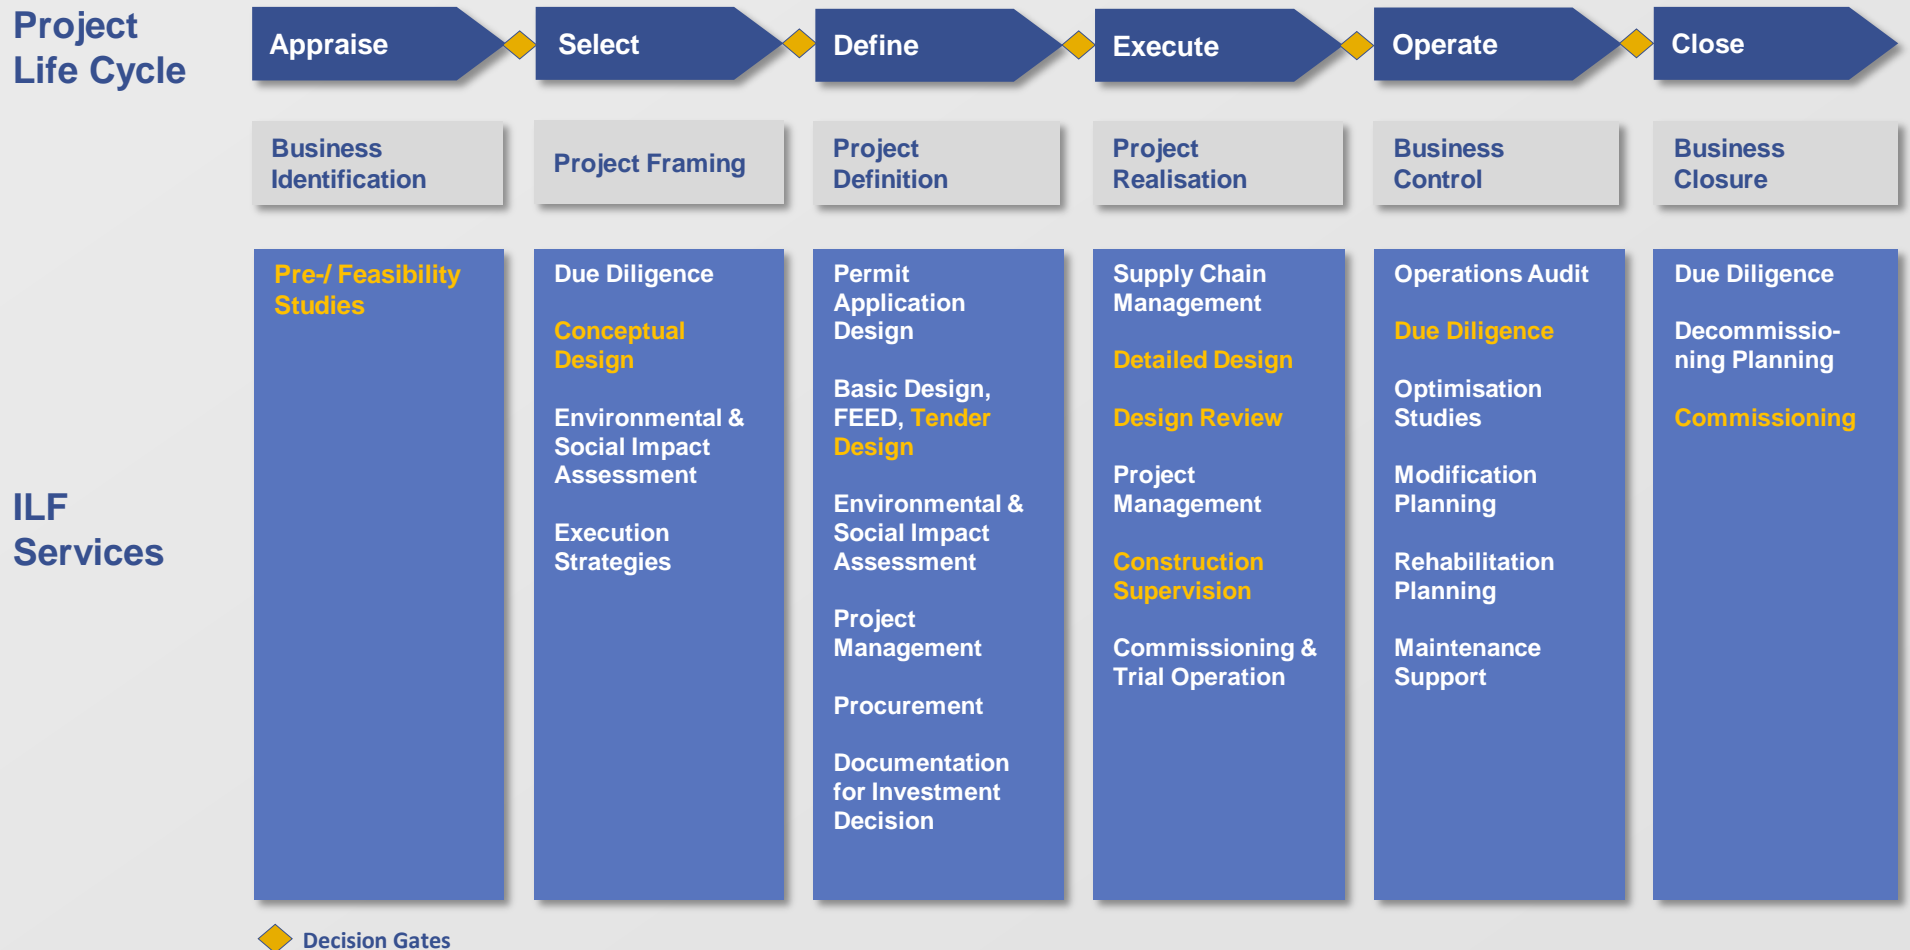 Project
Life Cycle
Appraise
Select
Define
Execute
Operate
Close
Business
Identification
Project Framing
Project
Definition
Project
Realisation
Business
Control
Business
Closure
ILF
Services
Pre-/ Feasibility
Studies
Due Diligence
Conceptual
Design
Environmental &
Social Impact
Assessment
Execution
Strategies
Permit
Application
Design
Basic Design,
FEED, Tender
Design
Environmental &
Social Impact
Assessment
Project
Management
Procurement
Documentation
for Investment
Decision
Supply Chain
Management
Detailed Design
Design Review
Project
Management
Construction
Supervision
Commissioning &
Trial Operation
Operations Audit
Due Diligence
Optimisation
Studies
Modification
Planning
Rehabilitation
Planning
Maintenance
Support
Due Diligence
Decommissio-
ning Planning
Commissioning
Decision Gates